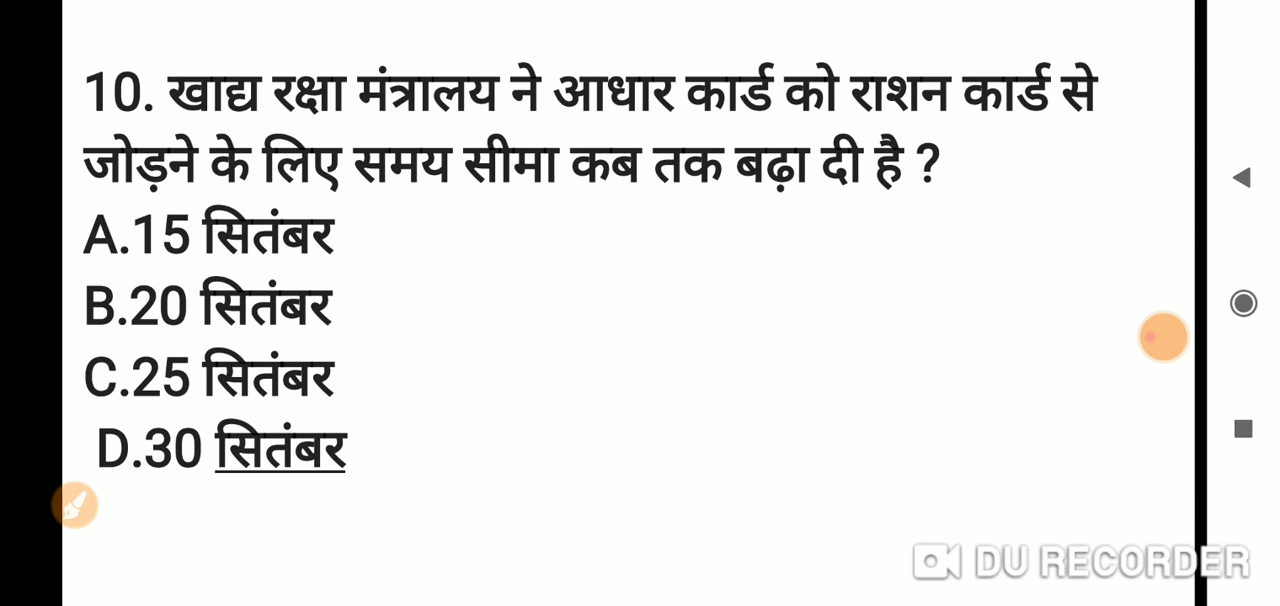 10. खाद्य रक्षा मंत्रालय ने आधार कार्ड को राशन कार्ड से
जोड़ने के लिए समय सीमा कब तक बढ़ा दी है ?
A.15 सितंबर
B.20 सितंबर
C.25 सितंबर
D.30 सितंबर
DU RECORDER